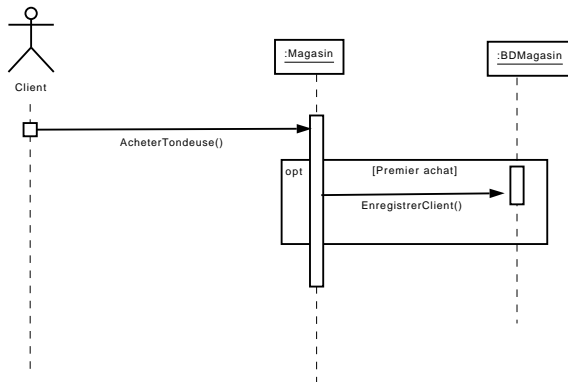 :Magasin
:BDMagasin
Client
AcheterTondeuse()
opt
[Premier achat]
EnregistrerClient()